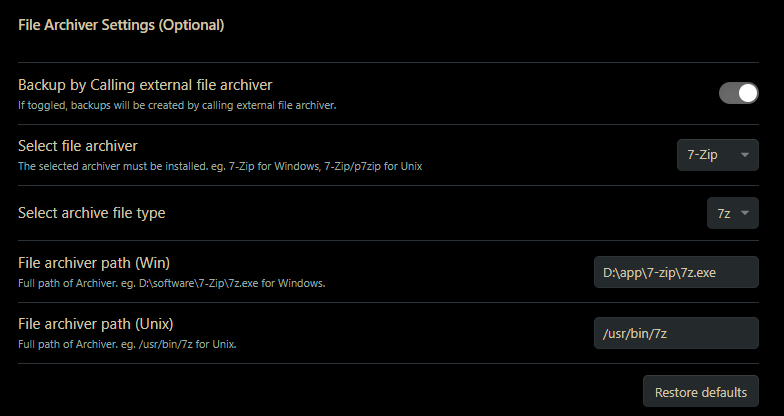 File Archiver Settings (Optional)
Backup by Calling external file archiver
If toggled, backups will be created by calling external file archiver.
Select file archiver
The selected archiver must be installed. eg. 7-Zip for Windows, 7-Zip/p7zip for Unix
7-Zip
Select archive file type
7z
File archiver path (Win)
Full path of Archiver. eg. D:\software\7-Zip\7z.exe for Windows.
D:\app\7-zip\7z.exe
File archiver path (Unix)
Full path of Archiver. eg. /usr/bin/7z for Unix.
/usr/bin/7z
Restore defaults